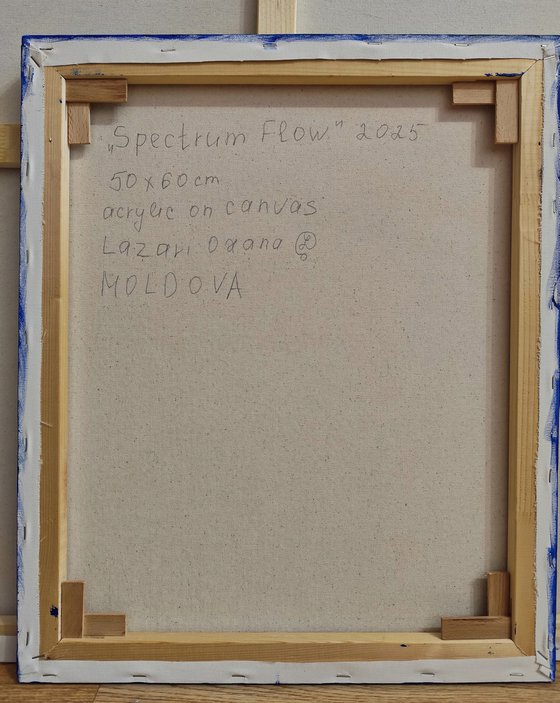 „Spectrum Flow" 2025
50x60cm
acrylic on canvas
Lazari Oxana
MOLDOVA